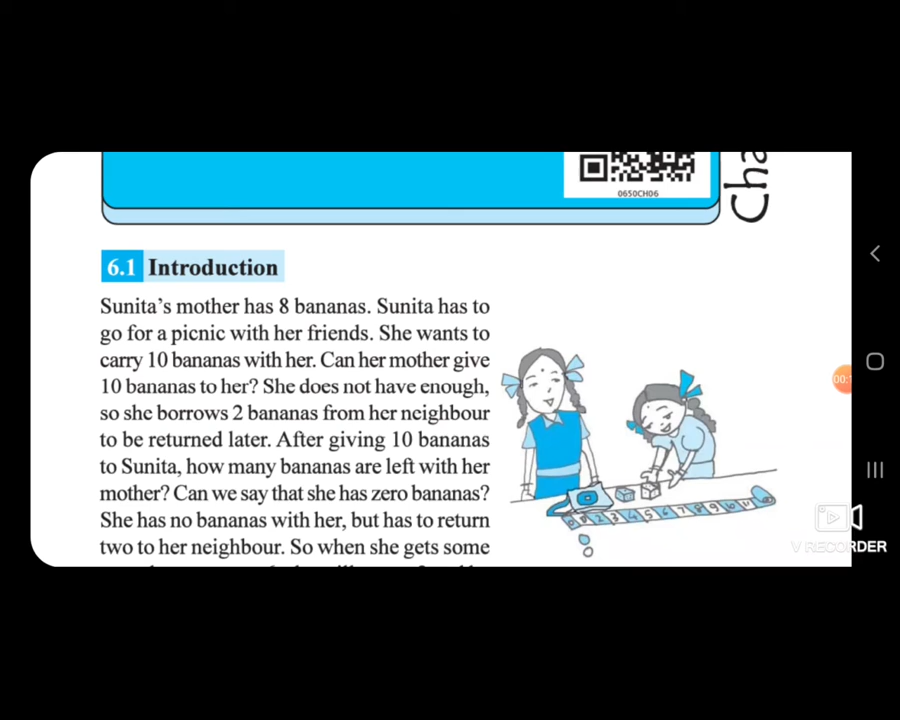 0650CH06
Cha
6.1 Introduction
Sunita's mother has 8 bananas. Sunita has to
go for a picnic with her friends. She wants to
carry 10 bananas with her. Can her mother give
10 bananas to her? She does not have enough,
so she borrows 2 bananas from her neighbour
to be returned later. After giving 10 bananas
to Sunita, how many bananas are left with her
mother? Can we say that she has zero bananas?
She has no bananas with her, but has to return
two to her neighbour. So when she gets some
00:
V RECORDER